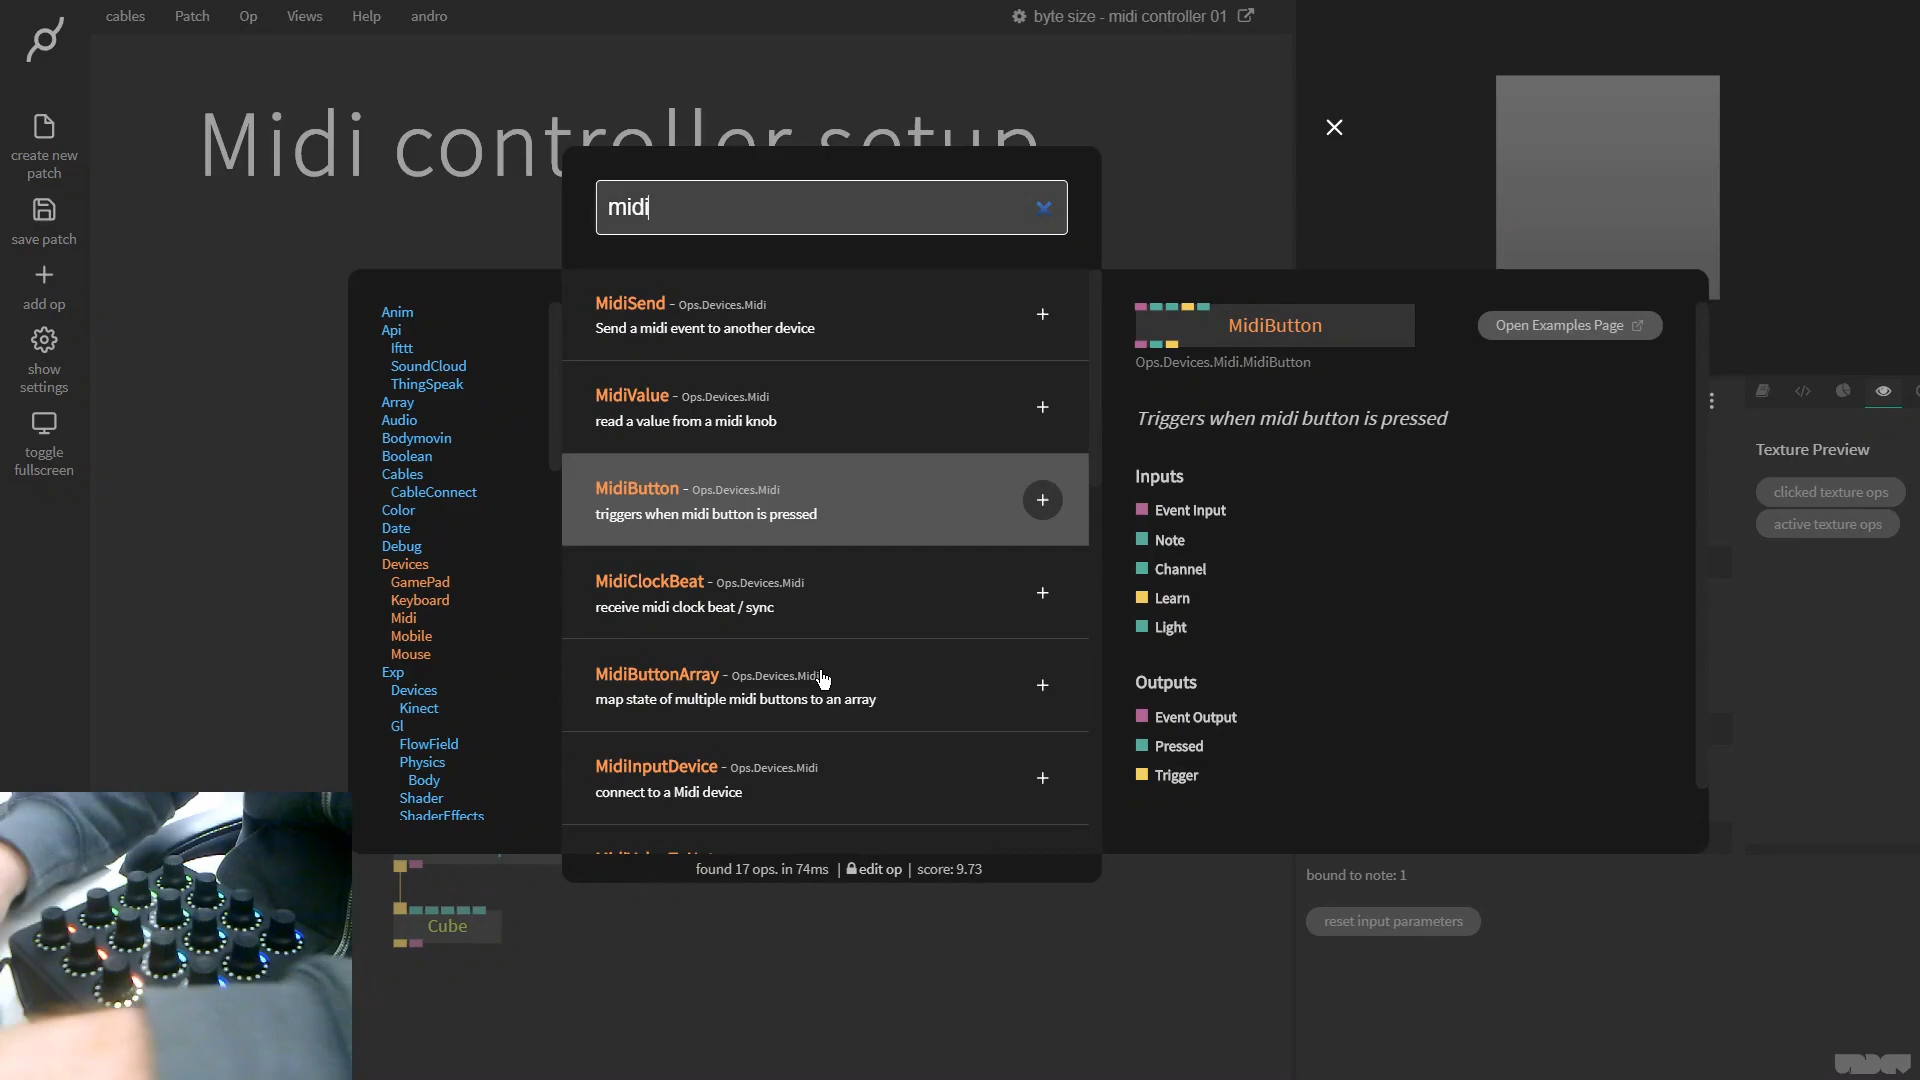 cables Patch Op Views Help andro
byte size - midi controller 01
create new
patch
save patch
add op
show
settings
toggle
fullscreen
Midi controller setup
midi
Anim
Api
Ifttt
SoundCloud
ThingSpeak
Array
Audio
Bodymovin
Boolean
Cables
CableConnect
Color
Date
Debug
Devices
GamePad
Keyboard
Midi
Mobile
Mouse
Exp
Devices
Kinect
Gl
FlowField
Physics
Body
Shader
ShaderEffects
MidiSend - Ops.Devices.Midi
Send a midi event to another device
MidiValue - Ops.Devices.Midi
read a value from a midi knob
MidiButton - Ops.Devices.Midi
triggers when midi button is pressed
MidiClockBeat - Ops.Devices.Midi
receive midi clock beat / sync
MidiButtonArray - Ops.Devices.Midi
map state of multiple midi buttons to an array
MidiInputDevice - Ops.Devices.Midi
connect to a Midi device
found 17 ops. in 74ms | edit op | score: 9.73
MidiButton
Open Examples Page
Ops.Devices.Midi.MidiButton
Triggers when midi button is pressed
Inputs
Event Input
Note
Channel
Learn
Light
Outputs
Event Output
Pressed
Trigger
Texture Preview
clicked texture ops
active texture ops
Cube
bound to note: 1
reset input parameters